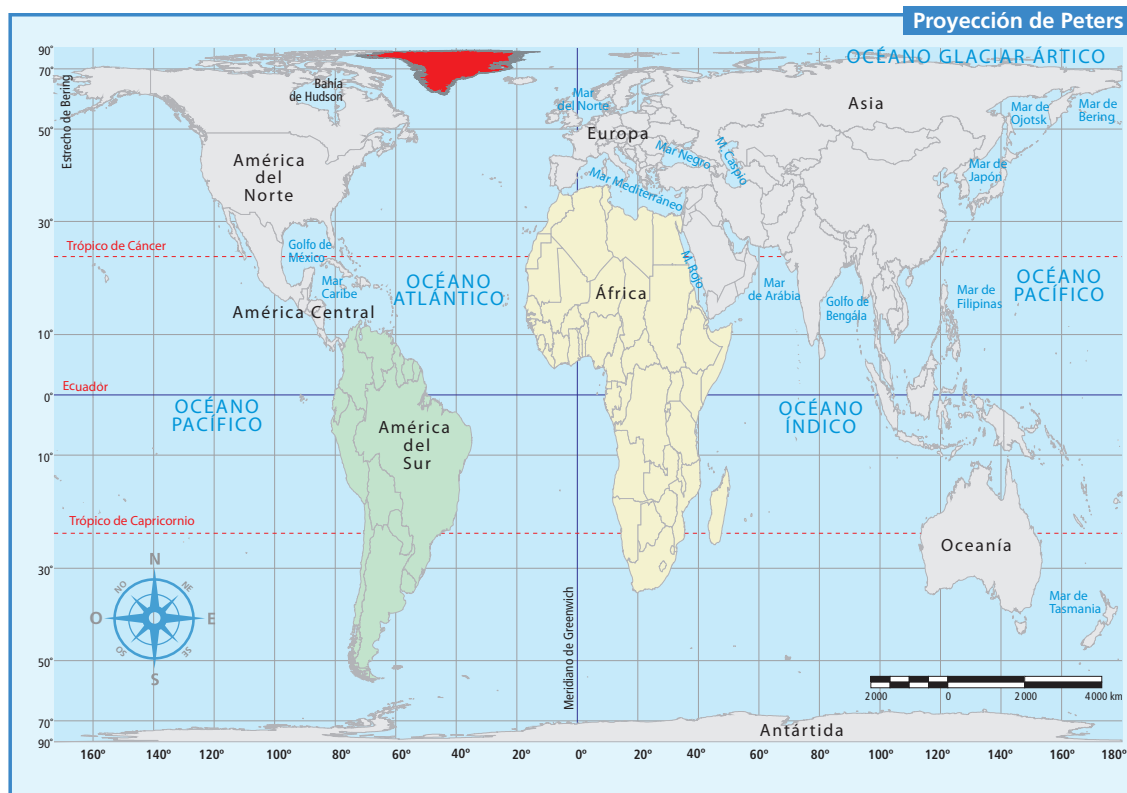 Proyección de Peters
90°
70°
50°
30°
10°
0°
10°
30°
50°
70°
90°
OCÉANO GLACIAR ÁRTICO
Estrecho de Bering
Bahía
de Hudson
Mar
del Norte
Asia
Mar de
Ojotsk
Mar de
Bering
Europa
América
del
Norte
Mar Negro
M. Caspio
Mar de
Japón
Mar Mediterráneo
Trópico de Cáncer
Golfo de
México
Mar
Caribe
OCÉANO
ATLÁNTICO
África
M. Rojo
Mar
de Arábia
Golfo de
Bengála
Mar de
Filipinas
OCÉANO
PACÍFICO
América Central
Ecuador
OCÉANO
PACÍFICO
América
del
Sur
OCÉANO
ÍNDICO
Trópico de Capricornio
Oceanía
Mar de
Tasmania
N
NE
E
SE
S
SO
O
NO
Meridiano de Greenwich
2 000
0
2000
4000 km
Antártida
160°
140°
120°
100°
80°
60°
40°
20°
0°
20°
40°
60°
80°
100°
120°
140°
160°
180°